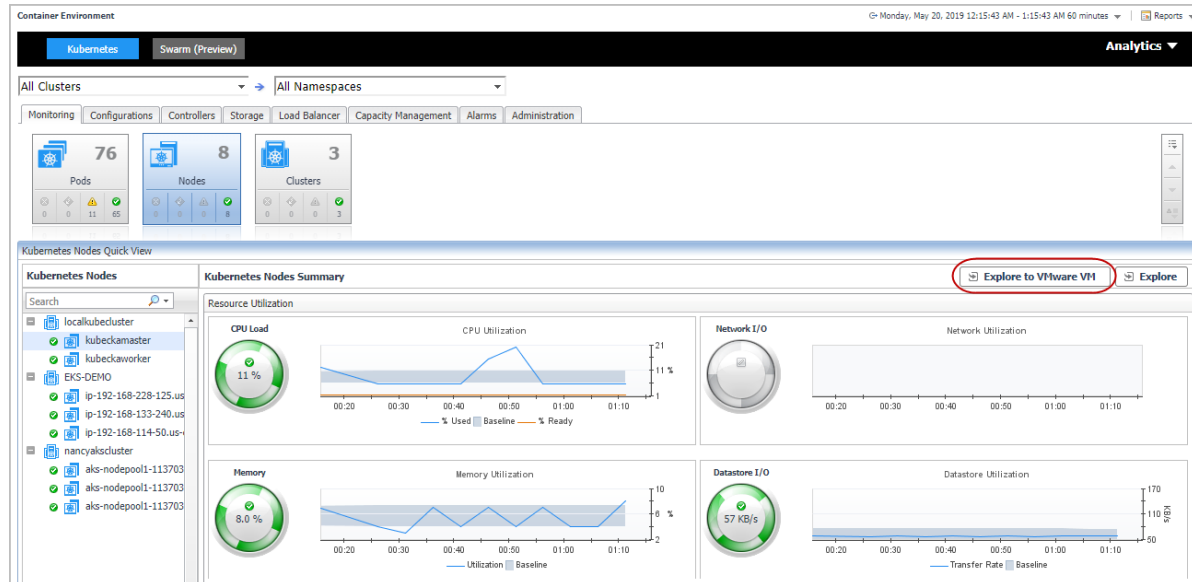 Container Environment
Monday, May 20, 2019 12:15:43 AM - 1:15:43 AM 60 minutes
Reports
Kubernetes
Swarm (Preview)
Analytics
All Clusters
All Namespaces
Monitoring
Configurations
Controllers
Storage
Load Balancer
Capacity Management
Alarms
Administration
76
Pods
0 0 11 65
8
Nodes
0 0 0 8
3
Clusters
0 0 0 3
Kubernetes Nodes Quick View
Kubernetes Nodes
Search
localkubecluster
kubeckamaster
kubeckaworker
EKS-DEMO
ip-192-168-228-125.us
ip-192-168-133-240.us
ip-192-168-114-50.us-
nancyakscluster
aks-nodepool1-113703
aks-nodepool1-113703
aks-nodepool1-113703
Kubernetes Nodes Summary
Explore to VMware VM
Explore
Resource Utilization
CPU Load
11 %
CPU Utilization
21
11 %
1
00:20 00:30 00:40 00:50 01:00 01:10
% Used Baseline % Ready
Network I/O
Network Utilization
00:20 00:30 00:40 00:50 01:00 01:10
Memory
8.0 %
Memory Utilization
10
6 %
2
00:20 00:30 00:40 00:50 01:00 01:10
Utilization Baseline
Datastore I/O
57 KB/s
Datastore Utilization
170
110
50
KB/s
00:20 00:30 00:40 00:50 01:00 01:10
Transfer Rate Baseline